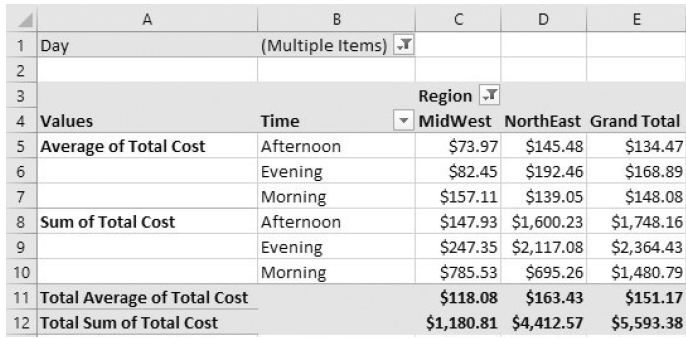 A B C D E
1 Day (Multiple Items)
2
3 Region
4 Values Time MidWest NorthEast Grand Total
5 Average of Total Cost Afternoon $73.97 $145.48 $134.47
6 Evening $82.45 $192.46 $168.89
7 Morning $157.11 $139.05 $148.08
8 Sum of Total Cost Afternoon $147.93 $1,600.23 $1,748.16
9 Evening $247.35 $2,117.08 $2,364.43
10 Morning $785.53 $695.26 $1,480.79
11 Total Average of Total Cost $118.08 $163.43 $151.17
12 Total Sum of Total Cost $1,180.81 $4,412.57 $5,593.38